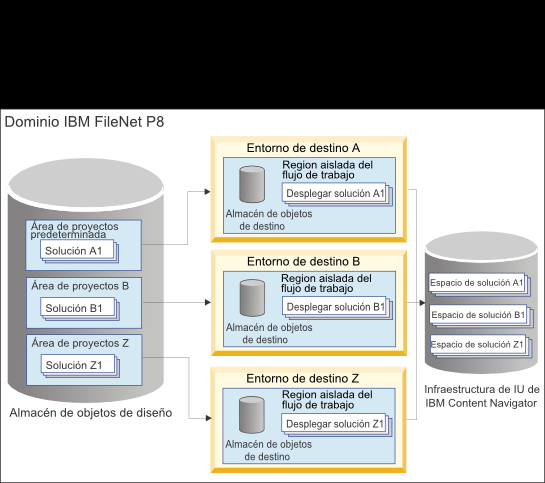 Dominio IBM FileNet P8
Área de proyectos
predeterminada
Solución A1
Área de proyectos B
Solución B1
Área de proyectos Z
Solución Z1
Almacén de objetos de diseño
Entorno de destino A
Region aislada del
flujo de trabajo
Desplegar solución A1
Almacén de objetos
de destino
Entorno de destino B
Region aislada del
flujo de trabajo
Desplegar solución B1
Almacén de objetos
de destino
Entorno de destino Z
Region aislada del
flujo de trabajo
Desplegar solución Z1
Almacén de objetos
de destino
Espacio de solución A1
Espacio de solución B1
Espacio de solución Z1
Infraestructura de IU de
IBM Content Navigator